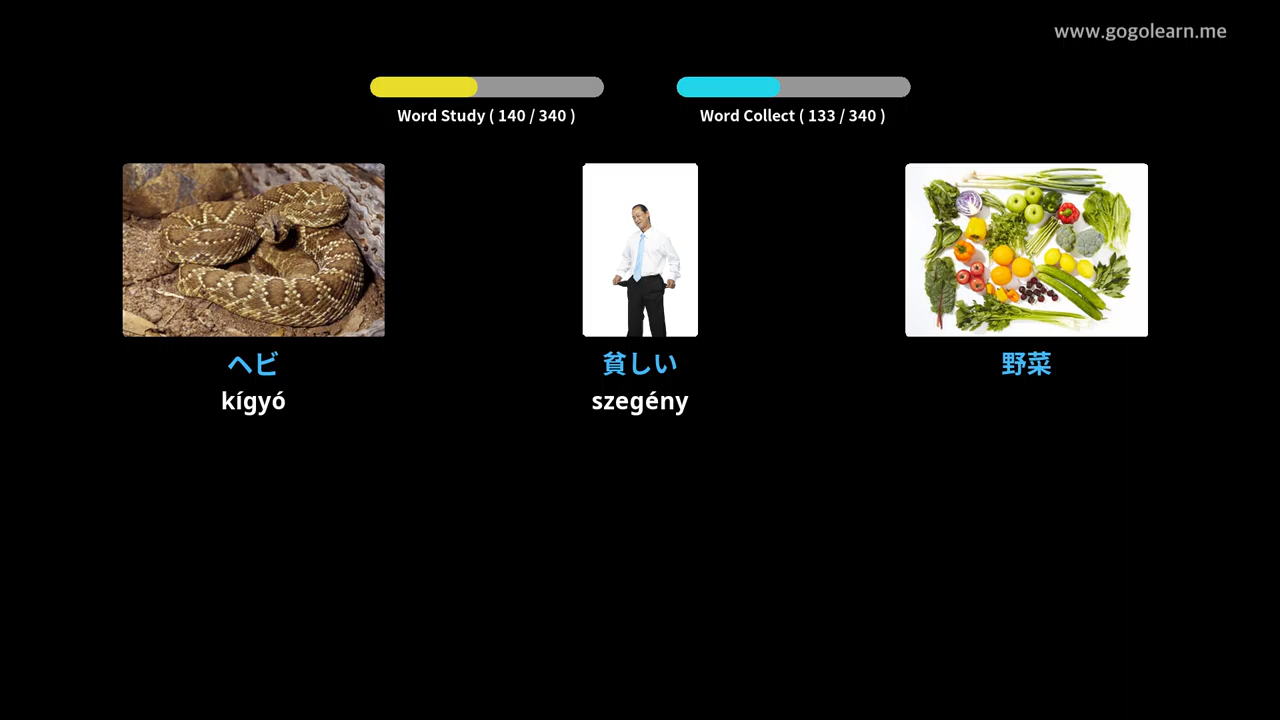 www.gogolearn.me
Word Study ( 140 / 340 )
Word Collect ( 133 / 340 )
ヘビ
kígyó
貧しい
szegény
野菜